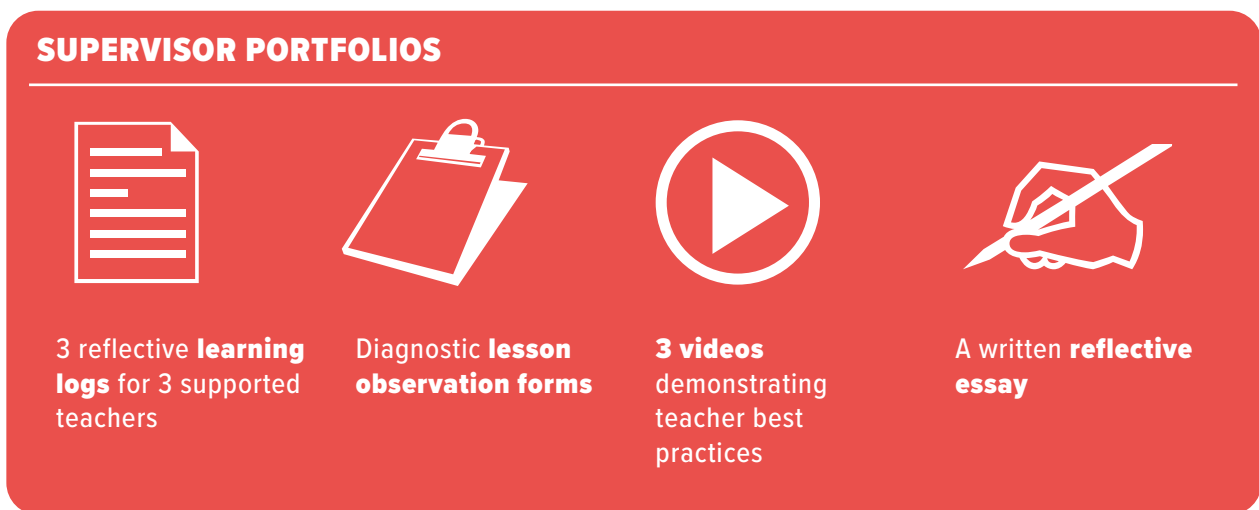 SUPERVISOR PORTFOLIOS
3 reflective learning
logs for 3 supported
teachers
Diagnostic lesson
observation forms
3 videos
demonstrating
teacher best
practices
A written reflective
essay